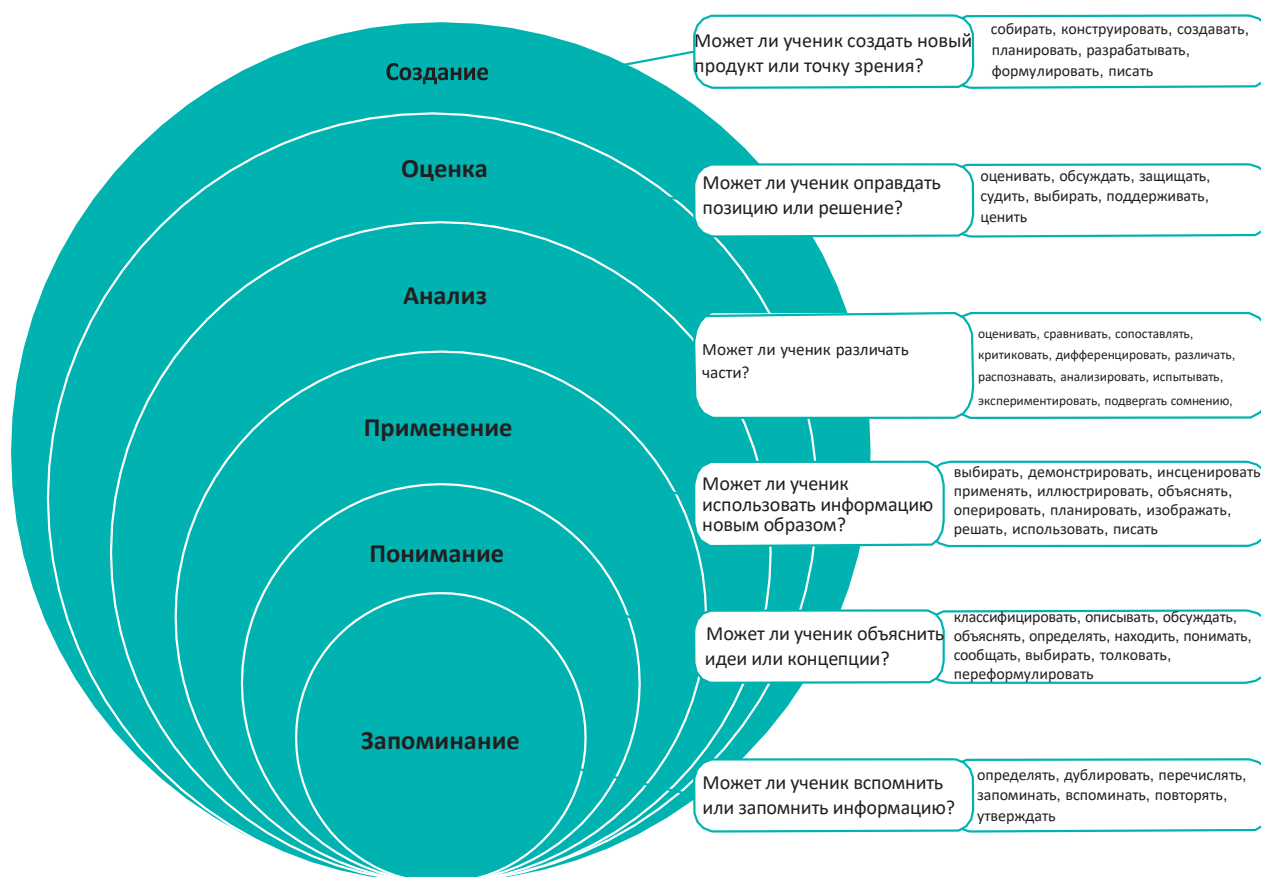 Создание
Может ли ученик создать новый
продукт или точку зрения?
собирать, конструировать, создавать,
планировать, разрабатывать,
формулировать, писать
Оценка
Может ли ученик оправдать
позицию или решение?
оценивать, обсуждать, защищать,
судить, выбирать, поддерживать,
ценить
Анализ
Может ли ученик различать
части?
оценивать, сравнивать, сопоставлять,
критиковать, дифференцировать, различать,
распознавать, анализировать, испытывать,
экспериментировать, подвергать сомнению,
Применение
Может ли ученик
использовать информацию
новым образом?
выбирать, демонстрировать, инсценировать
применять, иллюстрировать, объяснять,
оперировать, планировать, изображать,
решать, использовать, писать
Понимание
Может ли ученик объяснить
идеи или концепции?
классифицировать, описывать, обсуждать,
объяснять, определять, находить, понимать,
сообщать, выбирать, толковать,
переформулировать
Запоминание
Может ли ученик вспомнить
или запомнить информацию?
определять, дублировать, перечислять,
запоминать, вспоминать, повторять,
утверждать